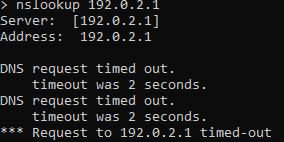 > nslookup 192.0.2.1
Server:  [192.0.2.1]
Address:  192.0.2.1

DNS request timed out.
    timeout was 2 seconds.
DNS request timed out.
    timeout was 2 seconds.
*** Request to 192.0.2.1 timed-out